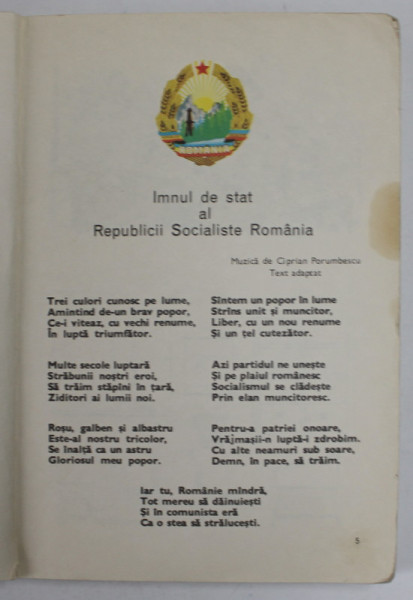 ROMANIA
Imnul de stat
al
Republicii Socialiste România
Muzică de Ciprian Porumbescu
Text adaptat
Trei culori cunosc pe lume,
Amintind de-un brav popor,
Ce-i viteaz, cu vechi renume,
În luptă triumfător.
Multe secole luptară
Străbunii noștri eroi,
Să trăim stăpîni în țară,
Ziditori ai lumii noi.
Roșu, galben și albastru
Este-al nostru tricolor,
Se înalță ca un astru
Gloriosul meu popor.
Sîntem un popor în lume
Strîns unit și muncitor,
Liber, cu un nou renume
Și un țel cutezător.
Azi partidul ne unește
Și pe plaiul românesc
Socialismul se clădește
Prin elan muncitoresc.
Pentru-a patriei onoare,
Vrăjmașii-n luptă-i zdrobim.
Cu alte neamuri sub soare,
Demn, în pace, să trăim.
Iar tu, Românie mîndră,
Tot mereu să dăinuiești
Și în comunista eră
Ca o stea să strălucești.
5